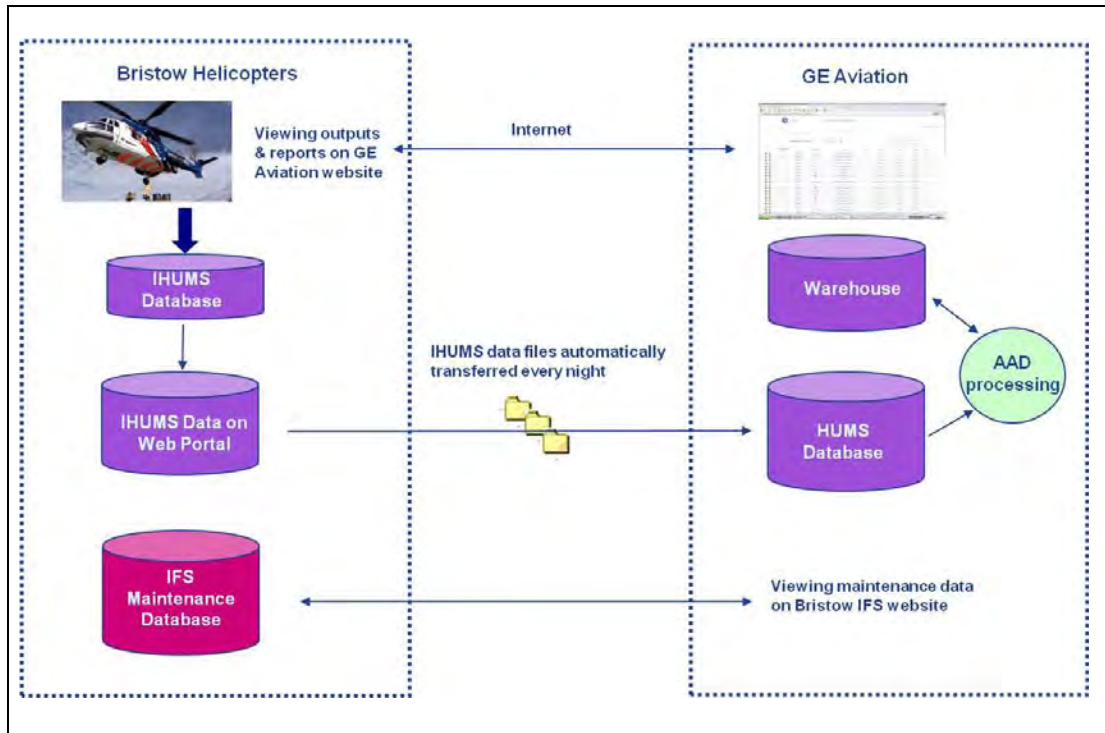 Bristow Helicopters
Viewing outputs
& reports on GE
Aviation website
IHUMS
Database
IHUMS Data on
Web Portal
IFS
Maintenance
Database
Internet
IHUMS data files automatically
transferred every night
GE Aviation
Warehouse
AAD
processing
HUMS
Database
Viewing maintenance data
on Bristow IFS website